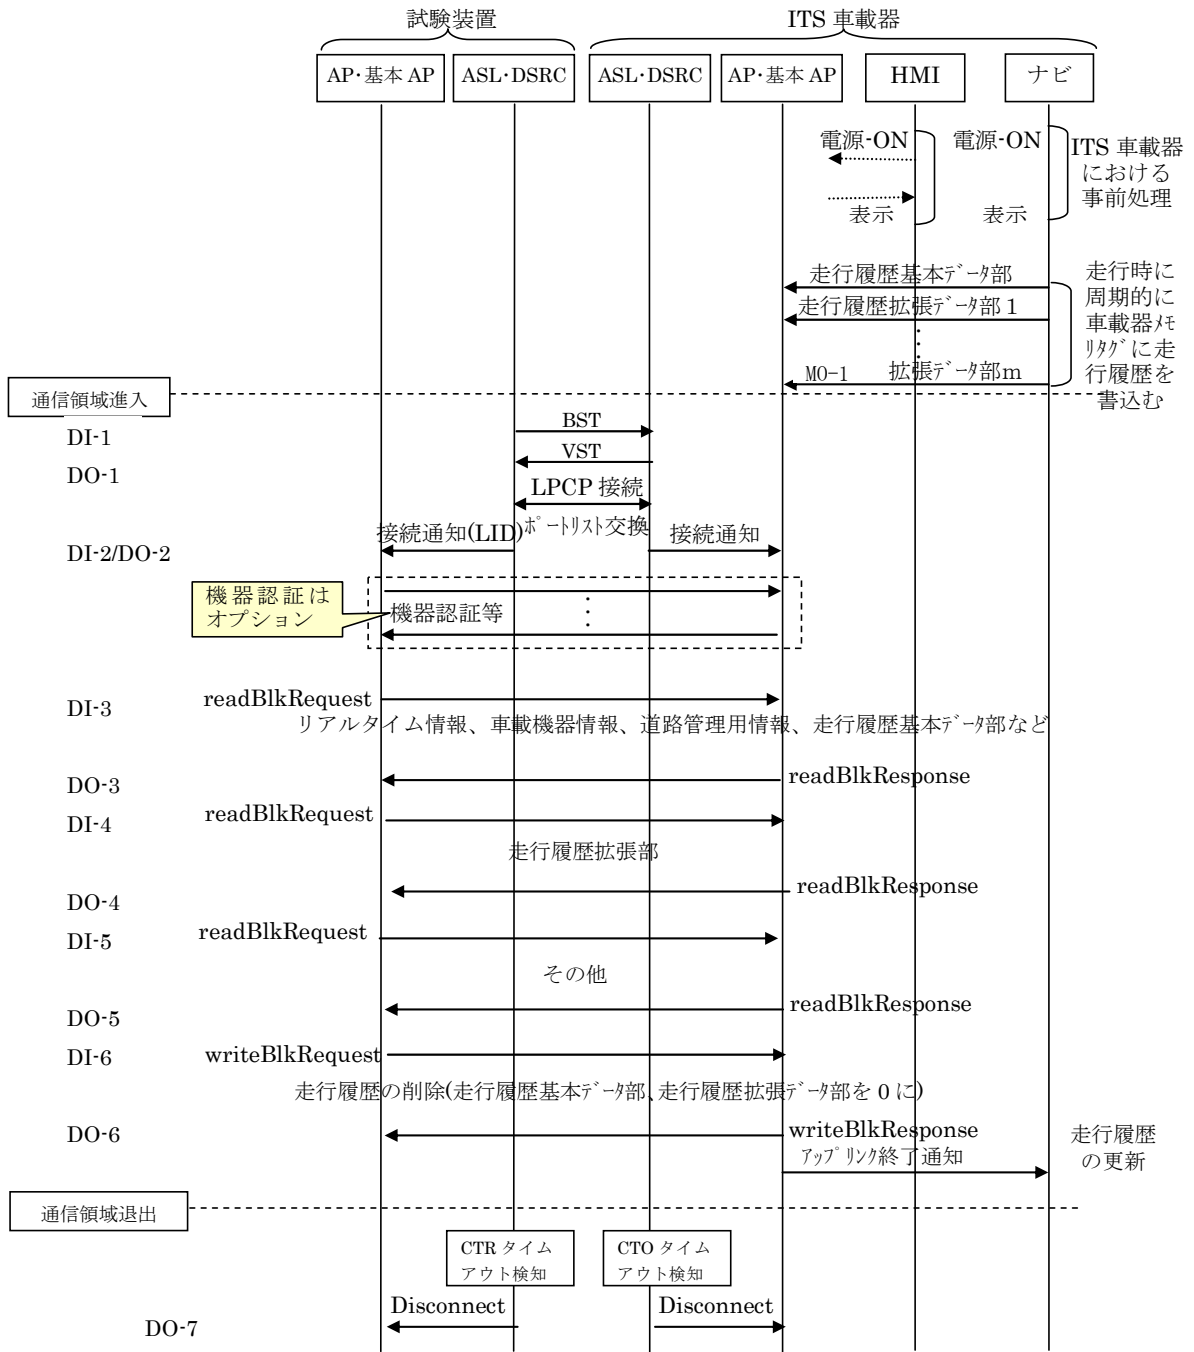 試験装置
ITS 車載器
AP･基本 AP
ASL･DSRC
ASL･DSRC
AP･基本 AP
HMI
ナビ
電源-ON
電源-ON
ITS 車載器
における
事前処理
表示
表示
走行履歴基本ﾃﾞｰﾀ部
走行履歴拡張ﾃﾞｰﾀ部 1
MO-1
拡張ﾃﾞｰﾀ部m
走行時に
周期的に
車載器ﾒﾓ
ﾘﾀｸﾞに走
行履歴を
書込む
通信領域進入
DI-1
BST
VST
DO-1
LPCP 接続
ﾎﾟｰﾄﾘｽﾄ交換
接続通知(LID)
接続通知
DI-2/DO-2
機器認証は
オプション
機器認証等
DI-3
readBlkRequest
リアルタイム情報、車載機器情報、道路管理用情報、走行履歴基本ﾃﾞｰﾀ部など
DO-3
readBlkResponse
DI-4
readBlkRequest
走行履歴拡張部
DO-4
readBlkResponse
DI-5
readBlkRequest
その他
DO-5
readBlkResponse
DI-6
writeBlkRequest
走行履歴の削除(走行履歴基本ﾃﾞｰﾀ部､走行履歴拡張ﾃﾞｰﾀ部を 0 に)
DO-6
writeBlkResponse
ｱｯﾌﾟﾘﾝｸ終了通知
走行履歴
の更新
通信領域退出
CTR タイム
アウト検知
CTO タイム
アウト検知
Disconnect
Disconnect
DO-7